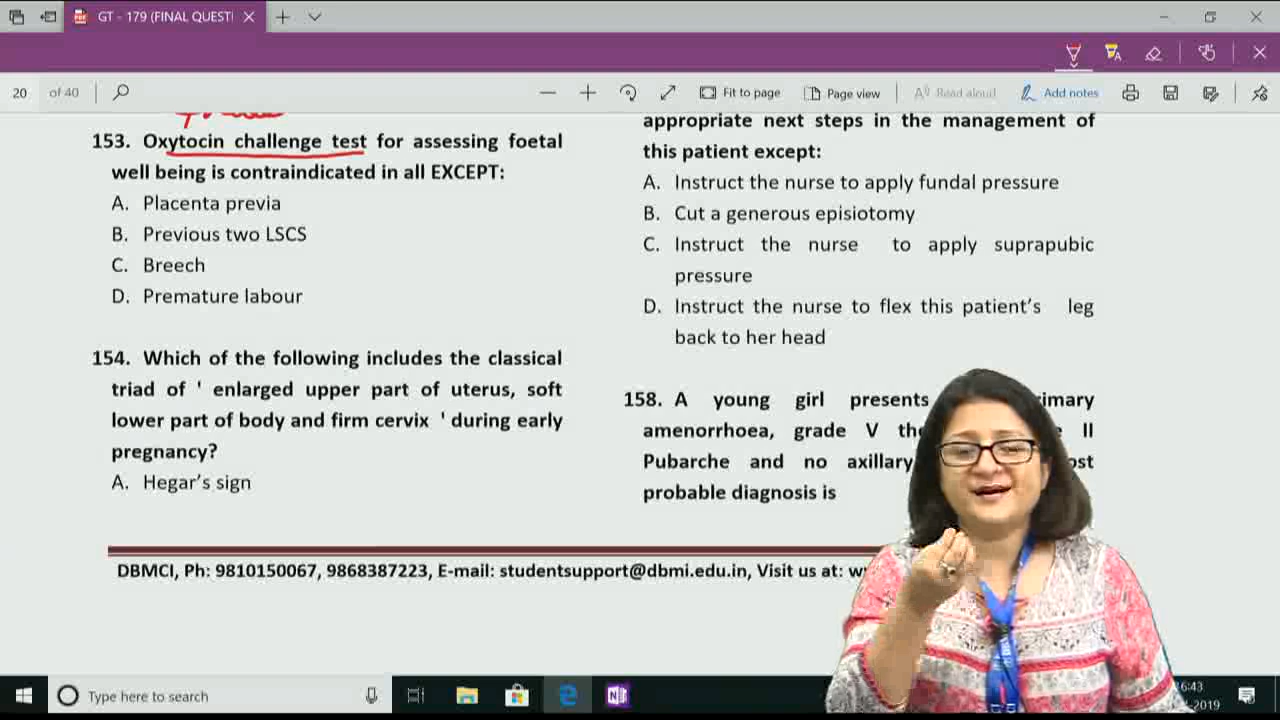 GT - 179 (FINAL QUESTI
20 of 40
Fit to page
Page view
Read aloud
Add notes
153. Oxytocin challenge test for assessing foetal
well being is contraindicated in all EXCEPT:
A. Placenta previa
B. Previous two LSCS
C. Breech
D. Premature labour
154. Which of the following includes the classical
triad of ' enlarged upper part of uterus, soft
lower part of body and firm cervix ' during early
pregnancy?
A. Hegar's sign
appropriate next steps in the management of
this patient except:
A. Instruct the nurse to apply fundal pressure
B. Cut a generous episiotomy
C. Instruct the nurse to apply suprapubic
pressure
D. Instruct the nurse to flex this patient's leg
back to her head
158. A young girl presents
amenorrhoea, grade V II
Pubarche and no axillary
probable diagnosis is
DBMCI, Ph: 9810150067, 9868387223, E-mail: studentsupport@dbmi.edu.in, Visit us at:
Type here to search